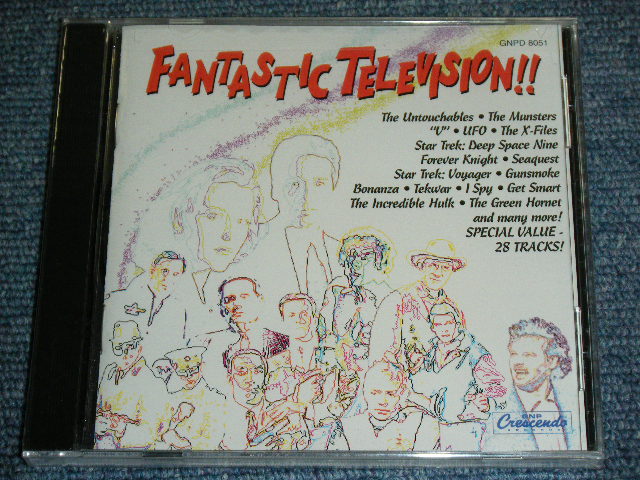 GNPD 8051
FANTASTIC TELEVISION!!
The Untouchables • The Munsters
"V" • UFO • The X-Files
Star Trek: Deep Space Nine
Forever Knight • Seaquest
Star Trek: Voyager • Gunsmoke
Bonanza • Tekwar • I Spy • Get Smart
The Incredible Hulk • The Green Hornet
and many more!
SPECIAL VALUE -
28 TRACKS!
GNP
Crescendo
RECORDS